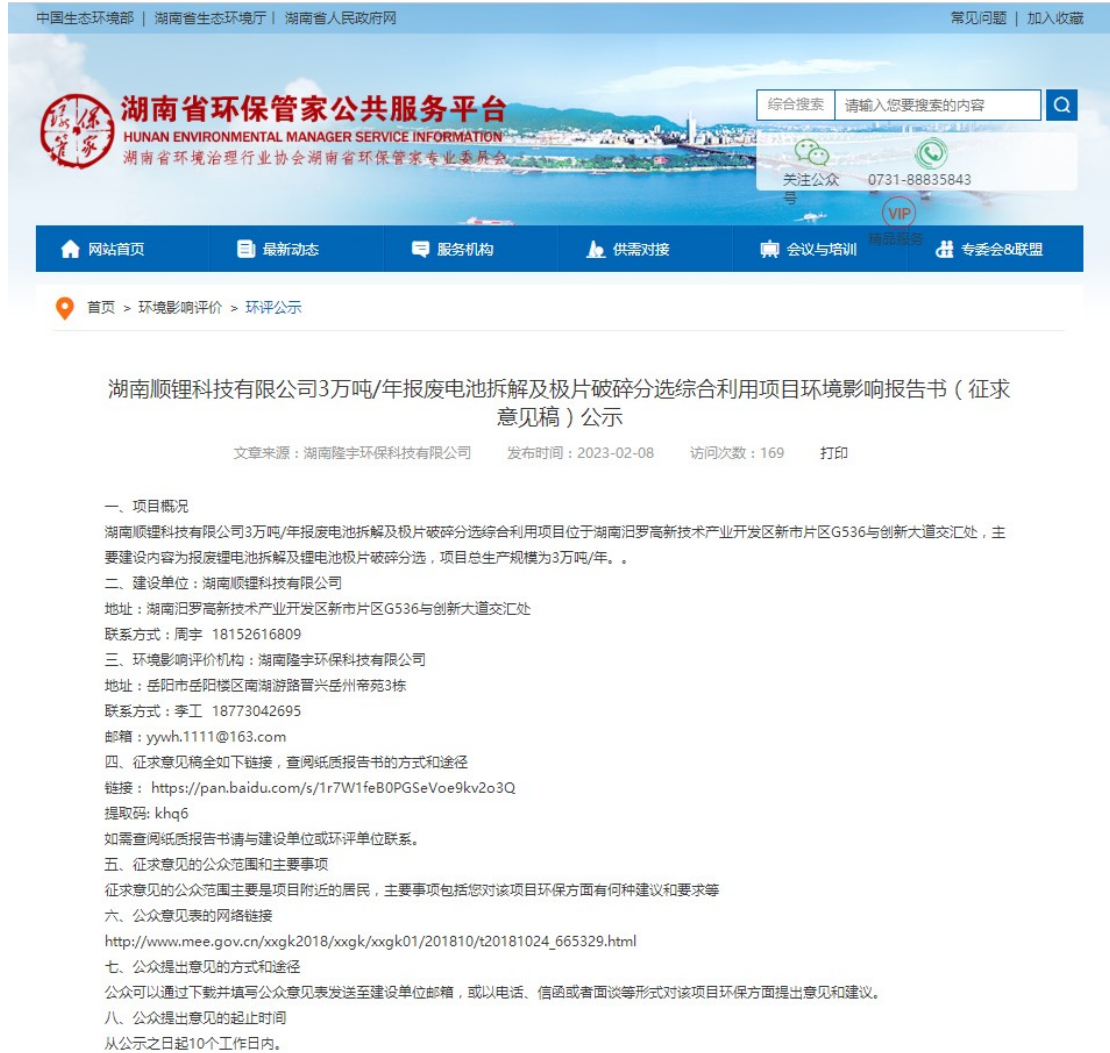 中国生态环境部 | 湖南省生态环境厅 | 湖南省人民政府网
常见问题 | 加入收藏
环保管家
湖南省环保管家公共服务平台
HUNAN ENVIRONMENTAL MANAGER SERVICE INFORMATION
湖南省环境治理行业协会湖南省环保管家专业委员会
综合搜索 请输入您要搜索的内容
关注公众号
0731-88835843
VIP
精品服务
网站首页 最新动态 服务机构 供需对接 会议与培训 专委会&联盟
首页 > 环境影响评价 > 环评公示
湖南顺锂科技有限公司3万吨/年报废电池拆解及极片破碎分选综合利用项目环境影响报告书（征求
意见稿）公示
文章来源：湖南隆宇环保科技有限公司 发布时间：2023-02-08 访问次数：169 打印
一、项目概况
湖南顺锂科技有限公司3万吨/年报废电池拆解及极片破碎分选综合利用项目位于湖南汨罗高新技术产业开发区新市片区G536与创新大道交汇处，主
要建设内容为报废锂电池拆解及锂电池极片破碎分选，项目总生产规模为3万吨/年。。
二、建设单位：湖南顺锂科技有限公司
地址：湖南汨罗高新技术产业开发区新市片区G536与创新大道交汇处
联系方式：周宇 18152616809
三、环境影响评价机构：湖南隆宇环保科技有限公司
地址：岳阳市岳阳楼区南湖游路晋兴岳州帝苑3栋
联系方式：李工 18773042695
邮箱：yywh.1111@163.com
四、征求意见稿全如下链接，查阅纸质报告书的方式和途径
链接： https://pan.baidu.com/s/1r7W1feB0PGSeVoe9kv2o3Q
提取码: khq6
如需查阅纸质报告书请与建设单位或环评单位联系。
五、征求意见的公众范围和主要事项
征求意见的公众范围主要是项目附近的居民，主要事项包括您对该项目环保方面有何种建议和要求等
六、公众意见表的网络链接
http://www.mee.gov.cn/xxgk2018/xxgk/xxgk01/201810/t20181024_665329.html
七、公众提出意见的方式和途径
公众可以通过下载并填写公众意见表发送至建设单位邮箱，或以电话、信函或者面谈等形式对该项目环保方面提出意见和建议。
八、公众提出意见的起止时间
从公示之日起10个工作日内。